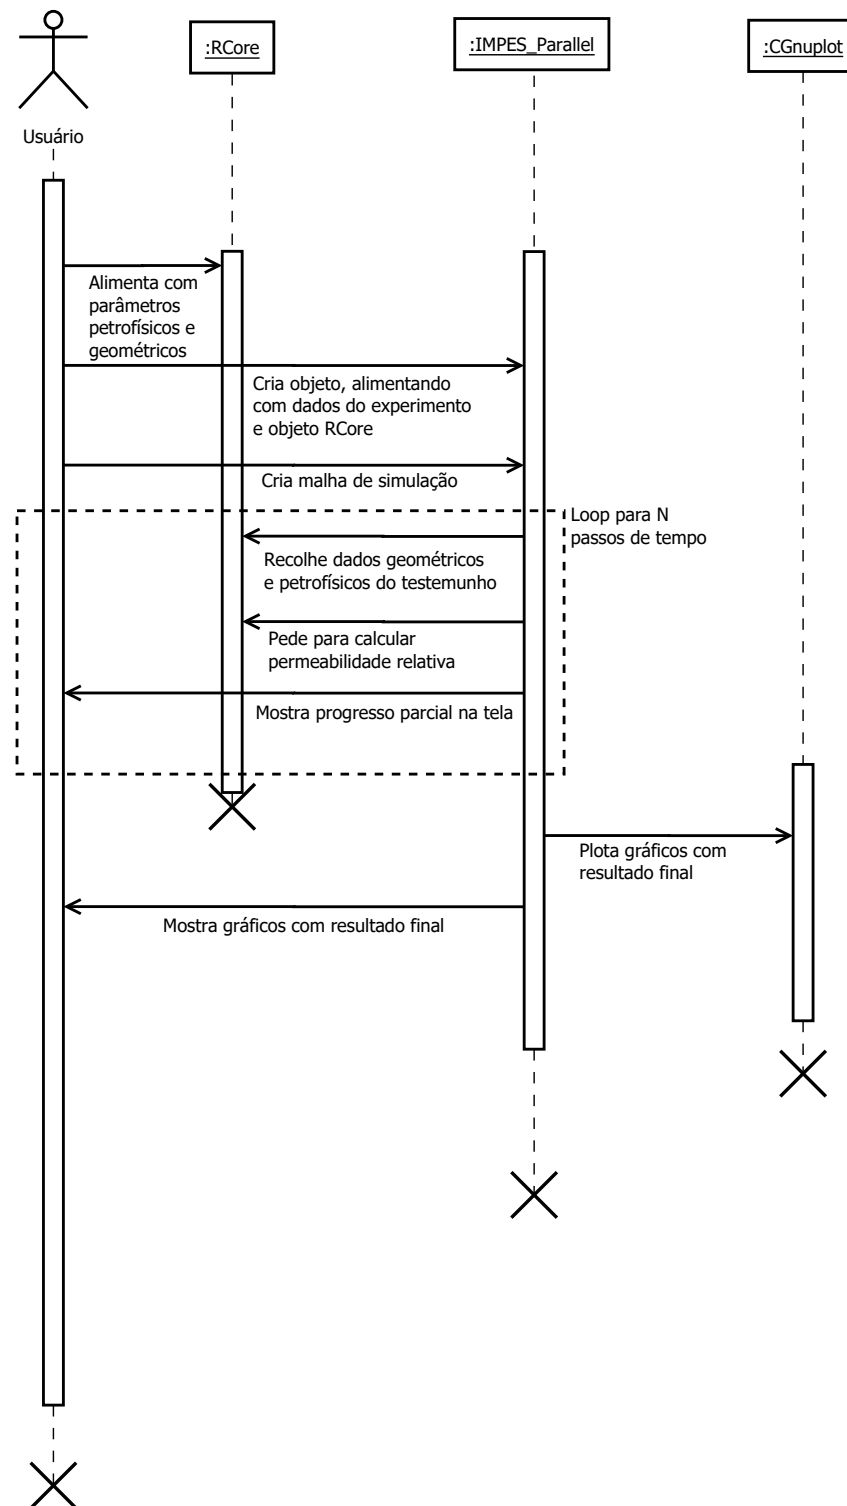 :RCore
:IMPES_Parallel
:CGnuplot
Usuário
Alimenta com
parâmetros
petrofísicos e
geométricos
Cria objeto, alimentando
com dados do experimento
e objeto RCore
Cria malha de simulação
Loop para N
passos de tempo
Recolhe dados geométricos
e petrofísicos do testemunho
Pede para calcular
permeabilidade relativa
Mostra progresso parcial na tela
Plota gráficos com
resultado final
Mostra gráficos com resultado final